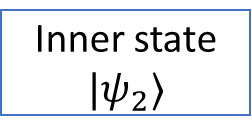 Inner state
|ψ₂⟩